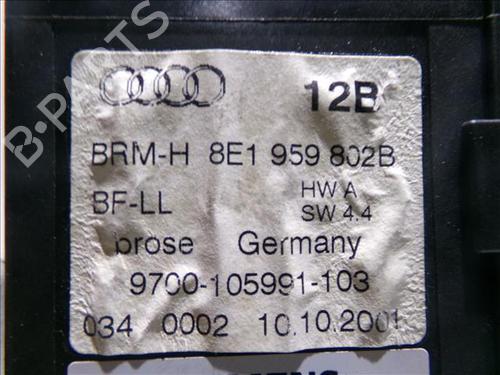 B-PARTS
12B
BRM-H 8E1 959 802B
BF-LL
HW A
SW 4.4
brose Germany
9700-105991-103
034 0002 10.10.2001